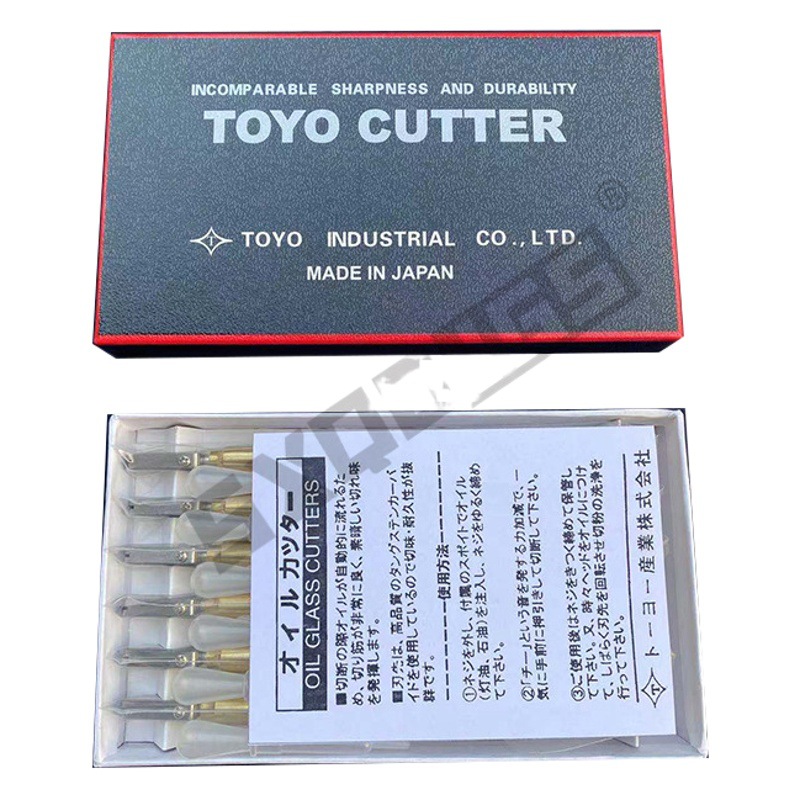 INCOMPARABLE SHARPNESS AND DURABILITY
TOYO CUTTER
T TOYO INDUSTRIAL CO.,LTD.
MADE IN JAPAN
オイルカッター
OIL GLASS CUTTERS
■切断の際オイルが自動的に流れるた
め、切り筋が非常に良く、素晴しい切れ味
を発揮します。
■刃先は、高品質のタングステンカーバ
イドを使用しているので切味・耐久性が抜
群です。
使用方法
①ネジを外し、付属のスポイトでオイル
(灯油、石油)を注入し、ネジをゆるく締め
て下さい。
②「チー」という音を発する力加減で、一
気に手前に押引きして切断して下さい。
③ご使用後はネジをきつく締めて保管し
て下さい。又、時々ヘッドをオイルにつけ
て、しばらく刃先を回転させ切粉の洗浄を
行って下さい。
トーヨー産業株式会社